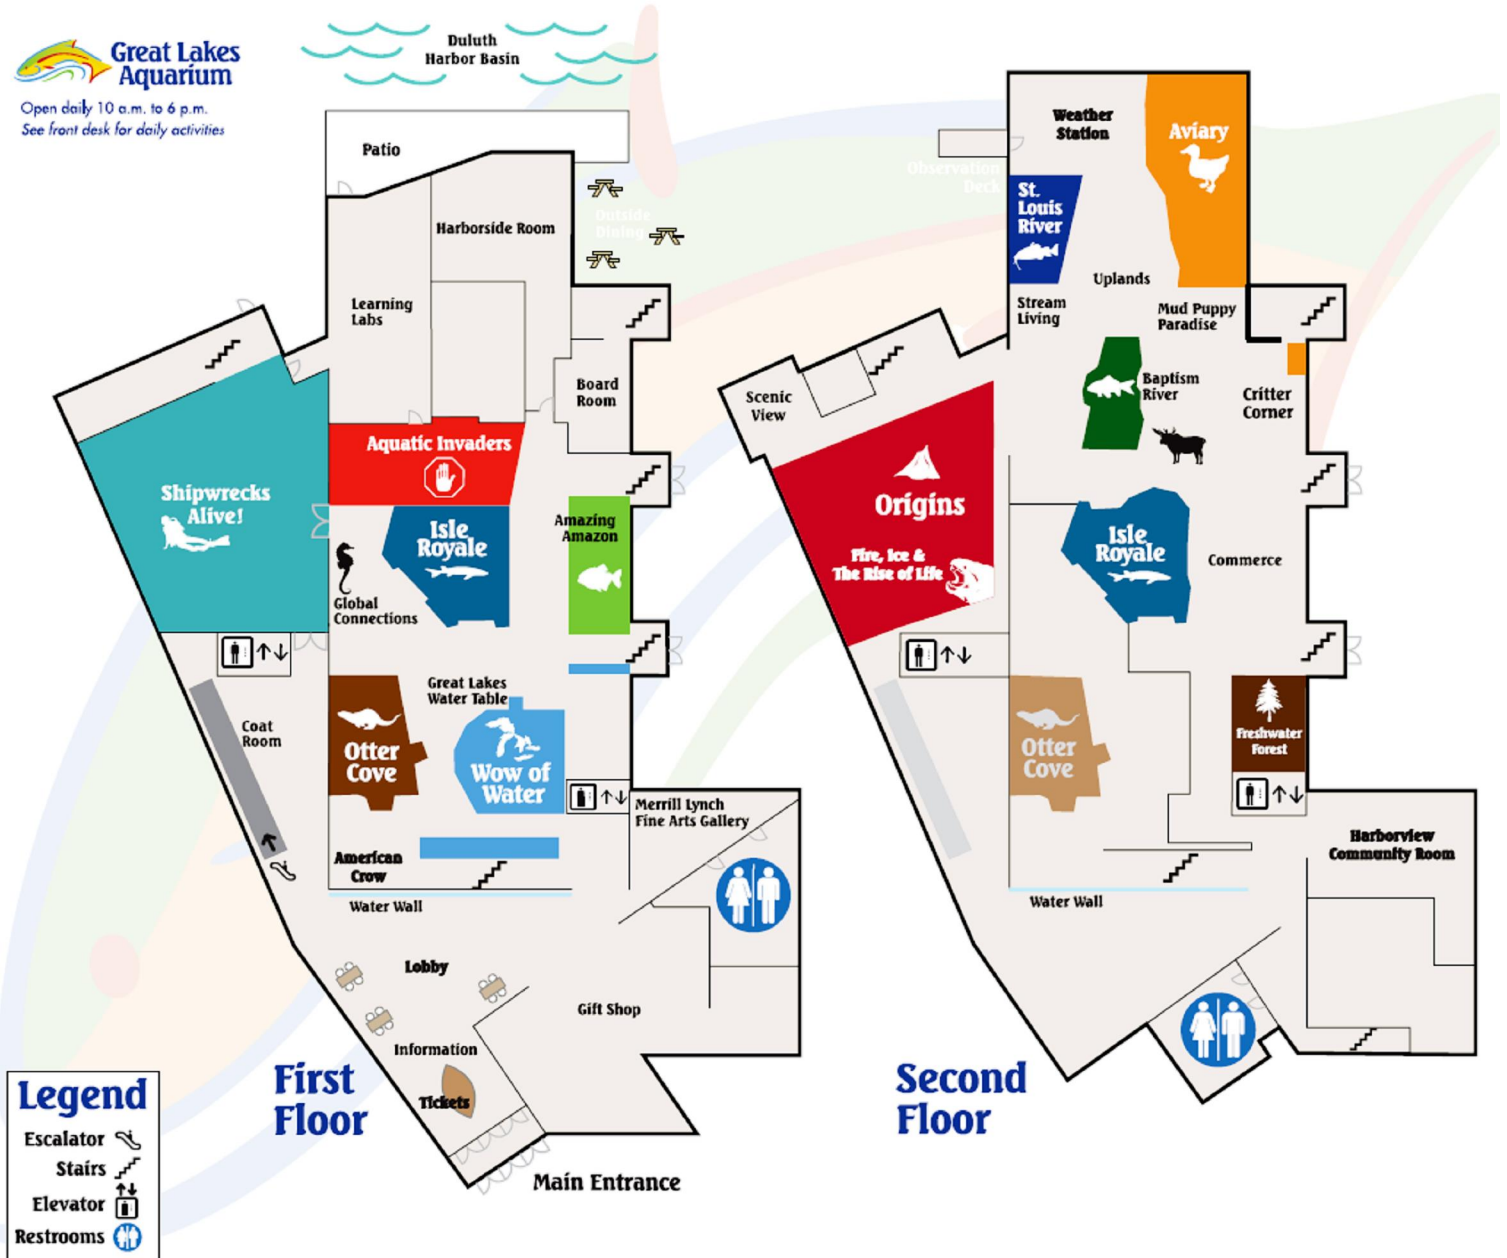 Great Lakes
Aquarium
Open daily 10 a.m. to 6 p.m.
See front desk for daily activities
Duluth
Harbor Basin
Patio
Harborside Room
Outside
Dining
Learning
Labs
Board
Room
Aquatic Invaders
Shipwrecks
Alive!
Isle
Royale
Amazing
Amazon
Global
Connections
Great Lakes
Water Table
Coat
Room
Otter
Cove
Wow of
Water
Merrill Lynch
Fine Arts Gallery
American
Crow
Water Wall
Lobby
Gift Shop
Information
Tickets
First
Floor
Main Entrance
Weather
Station
Aviary
Observation
Deck
St.
Louis
River
Uplands
Stream
Living
Mud Puppy
Paradise
Scenic
View
Baptism
River
Critter
Corner
Origins
Fire, Ice &
The Rise of Life
Isle
Royale
Commerce
Otter
Cove
Freshwater
Forest
Harborview
Community Room
Water Wall
Second
Floor
Legend
Escalator
Stairs
Elevator
Restrooms